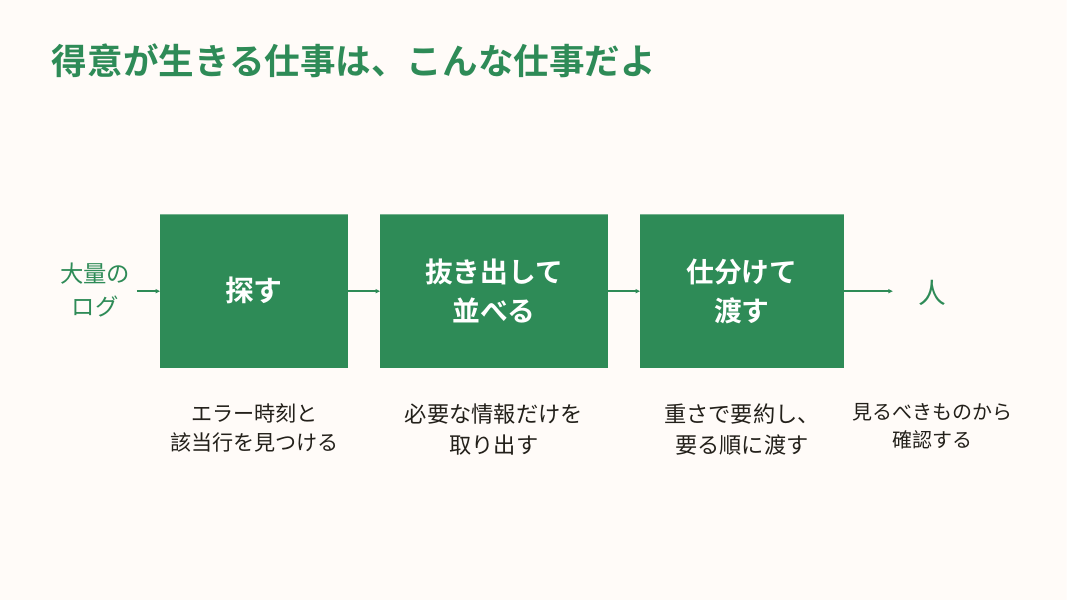 得意が生きる仕事は、こんな仕事だよ
大量の
ログ
探す
抜き出して
並べる
仕分けて
渡す
人
エラー時刻と
該当行を見つける
必要な情報だけを
取り出す
重さで要約し、
要る順に渡す
見るべきものから
確認する